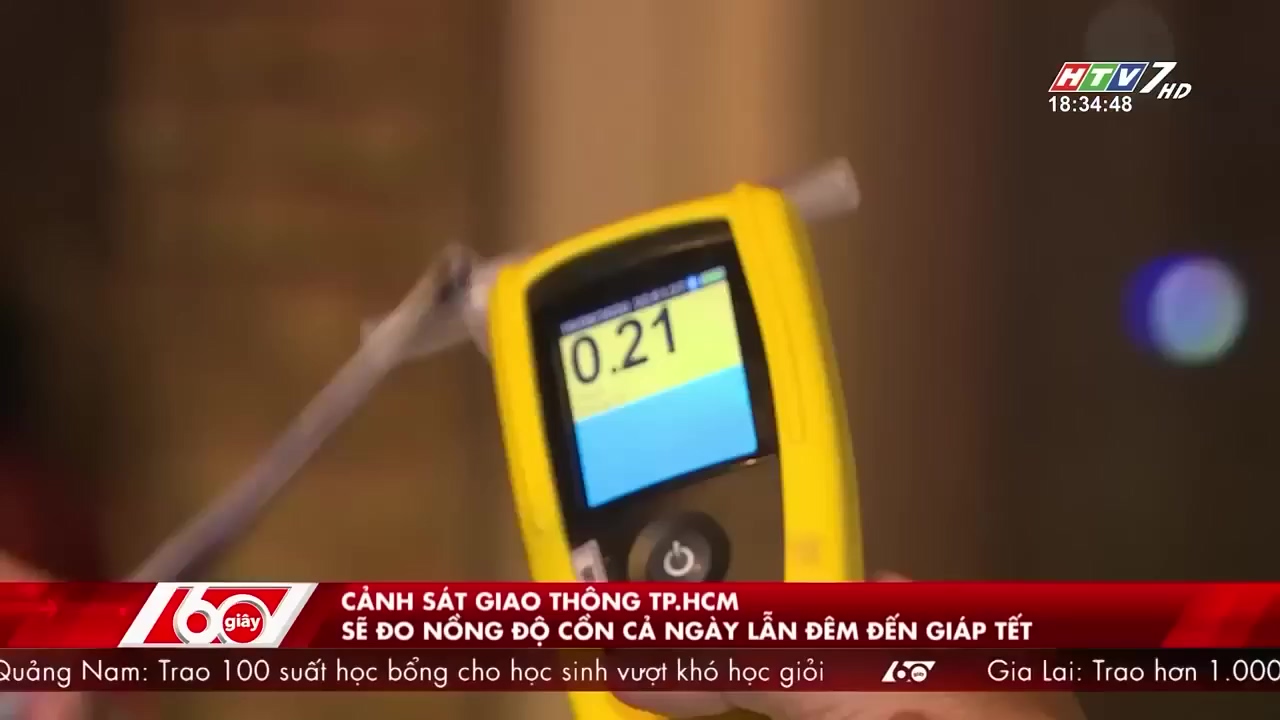 HTV7 HD
18:34:48
0.21
60 giây
CẢNH SÁT GIAO THÔNG TP.HCM
SẼ ĐO NỒNG ĐỘ CỒN CẢ NGÀY LẪN ĐÊM ĐẾN GIÁP TẾT
Quảng Nam: Trao 100 suất học bổng cho học sinh vượt khó học giỏi 60 giây Gia Lai: Trao hơn 1.000